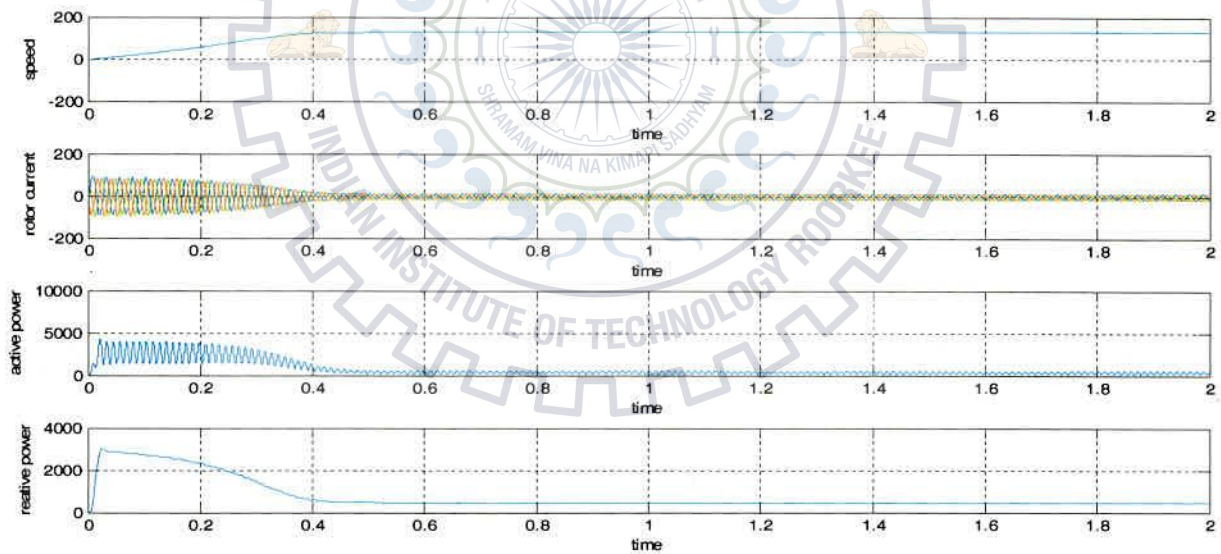 200
0
-200
speed
0 0.2 0.4 0.6 0.8 1 1.2 1.4 1.6 1.8 2
time
200
0
-200
rotor current
0 0.2 0.4 0.6 0.8 1 1.2 1.4 1.6 1.8 2
time
10000
5000
0
active power
0 0.2 0.4 0.6 0.8 1 1.2 1.4 1.6 1.8 2
time
4000
2000
0
reative power
0 0.2 0.4 0.6 0.8 1 1.2 1.4 1.6 1.8 2
time
SHRAMAM VINA NA KIMAPI SADHYAM
INDIAN INSTITUTE OF TECHNOLOGY ROORKEE